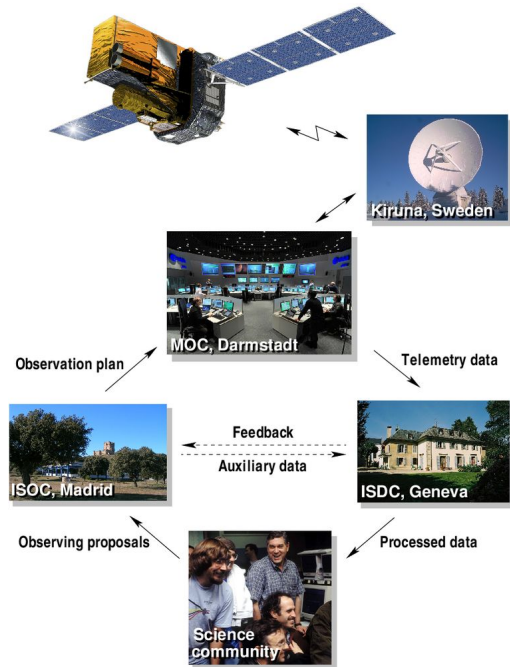 Kiruna, Sweden
MOC, Darmstadt
Observation plan
Telemetry data
Feedback
Auxiliary data
ISOC, Madrid
ISDC, Geneva
Observing proposals
Processed data
Science
community